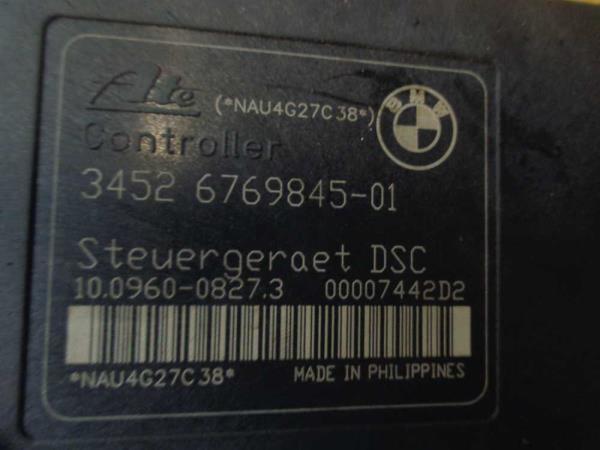 Ate (*NAU4G27C38*) BMW
Controller
3452 6769845-01
Steuergeraet DSC
10.0960-0827.3 00007442D2
*NAU4G27C38* MADE IN PHILIPPINES